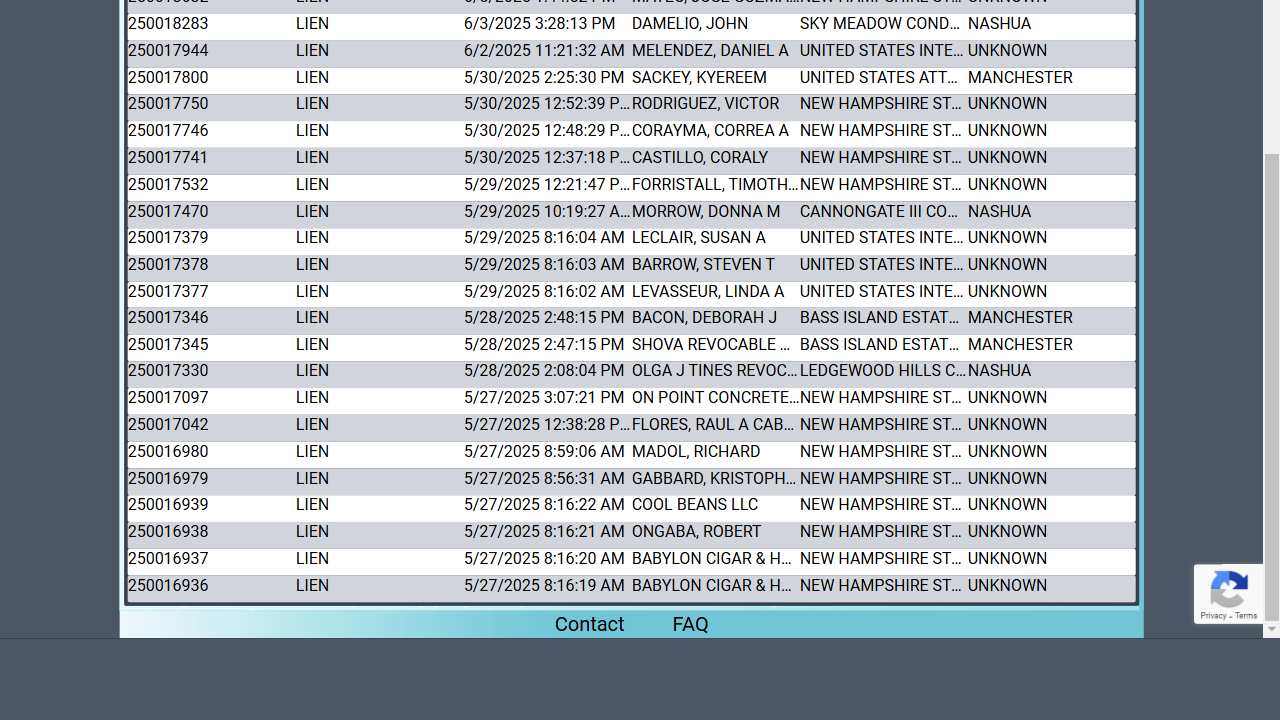 250018283 LIEN 6/3/2025 3:28:13 PM DAMELIO, JOHN SKY MEADOW COND... NASHUA
250017944 LIEN 6/2/2025 11:21:32 AM MELENDEZ, DANIEL A UNITED STATES INTE... UNKNOWN
250017800 LIEN 5/30/2025 2:25:30 PM SACKEY, KYEREEM UNITED STATES ATT... MANCHESTER
250017750 LIEN 5/30/2025 12:52:39 P... RODRIGUEZ, VICTOR NEW HAMPSHIRE ST... UNKNOWN
250017746 LIEN 5/30/2025 12:48:29 P... CORAYMA, CORREA A NEW HAMPSHIRE ST... UNKNOWN
250017741 LIEN 5/30/2025 12:37:18 P... CASTILLO, CORALY NEW HAMPSHIRE ST... UNKNOWN
250017532 LIEN 5/29/2025 12:21:47 P... FORRISTALL, TIMOTH... NEW HAMPSHIRE ST... UNKNOWN
250017470 LIEN 5/29/2025 10:19:27 A... MORROW, DONNA M CANNONGATE III CO... NASHUA
250017379 LIEN 5/29/2025 8:16:04 AM LECLAIR, SUSAN A UNITED STATES INTE... UNKNOWN
250017378 LIEN 5/29/2025 8:16:03 AM BARROW, STEVEN T UNITED STATES INTE... UNKNOWN
250017377 LIEN 5/29/2025 8:16:02 AM LEVASSEUR, LINDA A UNITED STATES INTE... UNKNOWN
250017346 LIEN 5/28/2025 2:48:15 PM BACON, DEBORAH J BASS ISLAND ESTAT... MANCHESTER
250017345 LIEN 5/28/2025 2:47:15 PM SHOVA REVOCABLE ... BASS ISLAND ESTAT... MANCHESTER
250017330 LIEN 5/28/2025 2:08:04 PM OLGA J TINES REVOC... LEDGEWOOD HILLS C... NASHUA
250017097 LIEN 5/27/2025 3:07:21 PM ON POINT CONCRETE... NEW HAMPSHIRE ST... UNKNOWN
250017042 LIEN 5/27/2025 12:38:28 P... FLORES, RAUL A CAB... NEW HAMPSHIRE ST... UNKNOWN
250016980 LIEN 5/27/2025 8:59:06 AM MADOL, RICHARD NEW HAMPSHIRE ST... UNKNOWN
250016979 LIEN 5/27/2025 8:56:31 AM GABBARD, KRISTOPH... NEW HAMPSHIRE ST... UNKNOWN
250016939 LIEN 5/27/2025 8:16:22 AM COOL BEANS LLC NEW HAMPSHIRE ST... UNKNOWN
250016938 LIEN 5/27/2025 8:16:21 AM ONGABA, ROBERT NEW HAMPSHIRE ST... UNKNOWN
250016937 LIEN 5/27/2025 8:16:20 AM BABYLON CIGAR & H... NEW HAMPSHIRE ST... UNKNOWN
250016936 LIEN 5/27/2025 8:16:19 AM BABYLON CIGAR & H... NEW HAMPSHIRE ST... UNKNOWN
Contact FAQ
Privacy - Terms